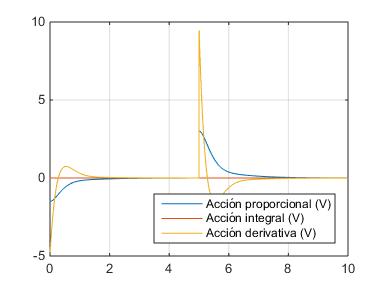 10
5
0
-5
0 2 4 6 8 10
Acción proporcional (V)
Acción integral (V)
Acción derivativa (V)